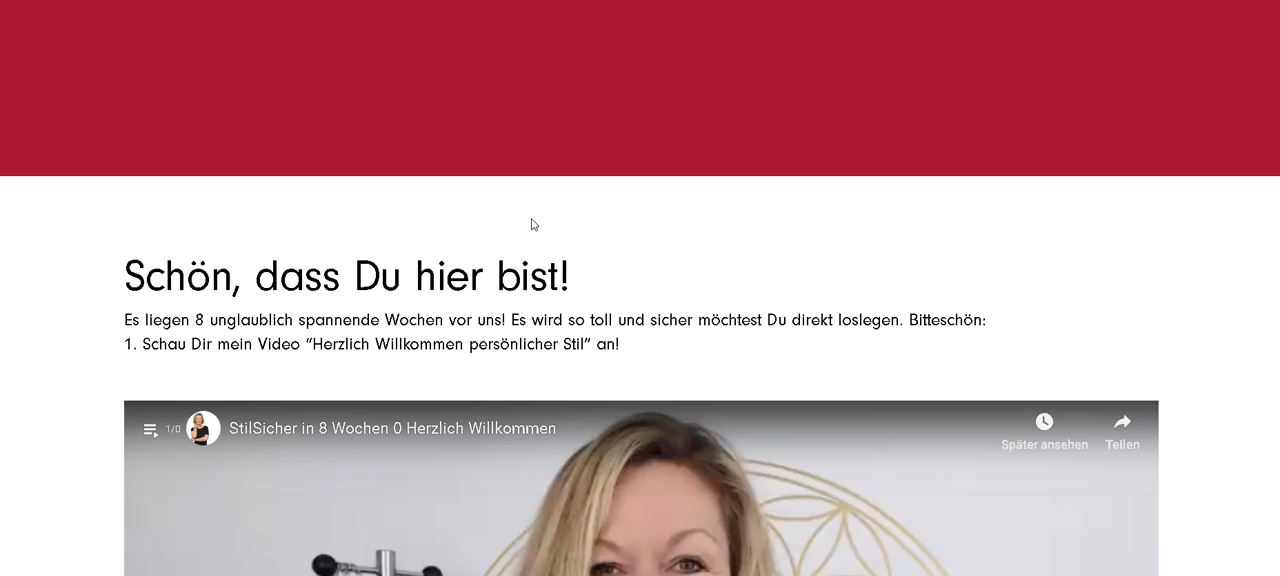 Schön, dass Du hier bist!
Es liegen 8 unglaublich spannende Wochen vor uns! Es wird so toll und sicher möchtest Du direkt loslegen. Bitteschön:
1. Schau Dir mein Video “Herzlich Willkommen persönlicher Stil” an!
1/0 StilSicher in 8 Wochen 0 Herzlich Willkommen
Später ansehen Teilen